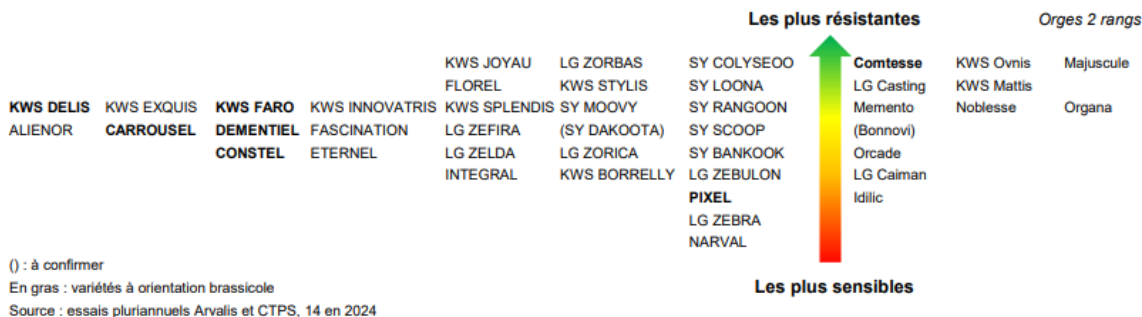 Les plus résistantes Orges 2 rangs
KWS JOYAU LG ZORBAS SY COLYSEOO Comtesse KWS Ovnis Majuscule
FLOREL KWS STYLIS SY LOONA LG Casting KWS Mattis
KWS DELIS KWS EXQUIS KWS FARO KWS INNOVATRIS KWS SPLENDIS SY MOOVY SY RANGOON Memento Noblesse Organa
ALIENOR CARROUSEL DEMENTIEL FASCINATION LG ZEFIRA (SY DAKOOTA) SY SCOOP (Bonnovi)
CONSTEL ETERNEL LG ZELDA LG ZORICA SY BANKOOK Orcade
INTEGRAL KWS BORRELLY LG ZEBULON LG Caiman
PIXEL Idilic
LG ZEBRA
NARVAL
() : à confirmer
En gras : variétés à orientation brassicole Les plus sensibles
Source : essais pluriannuels Arvalis et CTPS, 14 en 2024